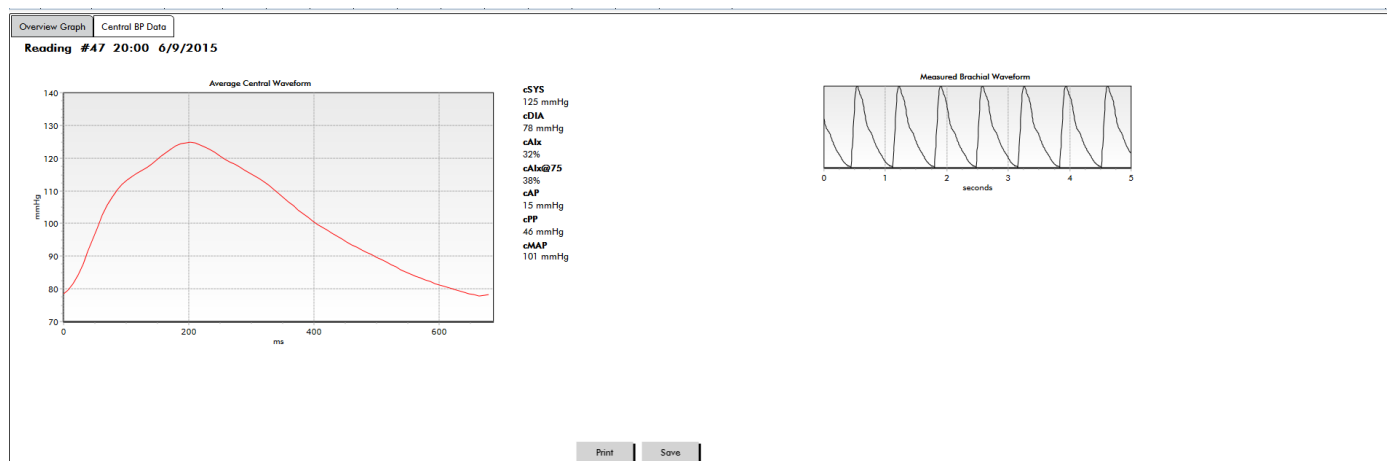 Overview Graph
Central BP Data
Reading #47 20:00 6/9/2015
Average Central Waveform
140
130
120
110
100
90
80
70
mmHg
0 200 400 600
ms
cSYS
125 mmHg
cDIA
78 mmHg
cAIx
32%
cAIx@75
38%
cAP
15 mmHg
cPP
46 mmHg
cMAP
101 mmHg
Measured Brachial Waveform
0 1 2 3 4 5
seconds
Print
Save